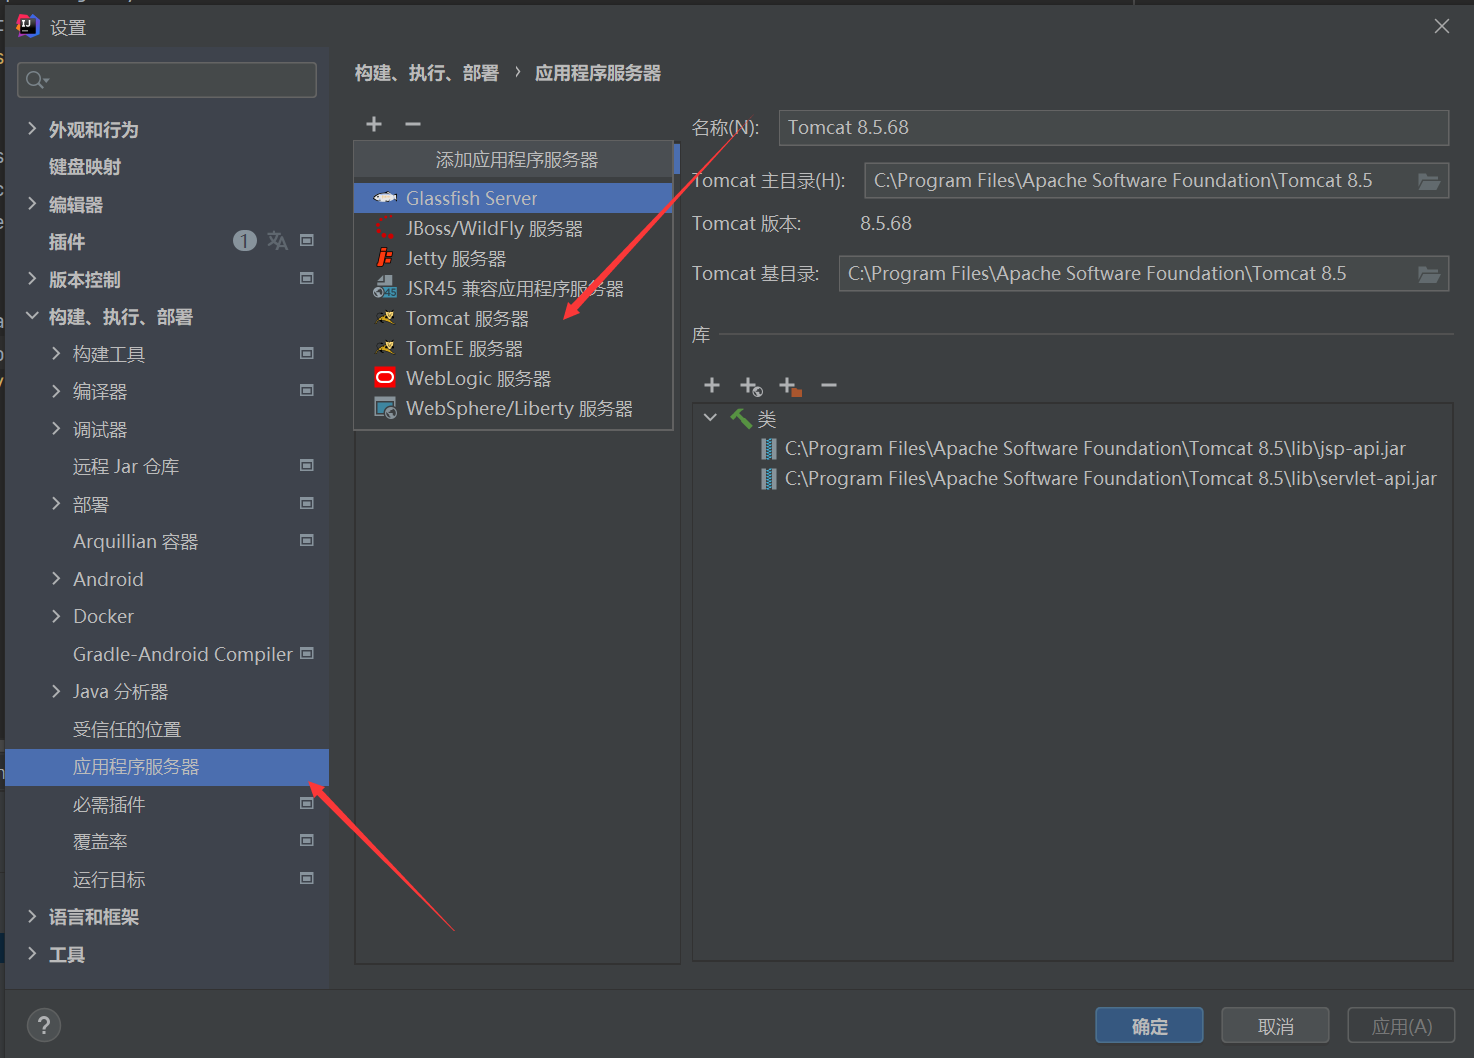 设置
外观和行为
键盘映射
编辑器
插件 1
版本控制
构建、执行、部署
构建工具
编译器
调试器
远程 Jar 仓库
部署
Arquillian 容器
Android
Docker
Gradle-Android Compiler
Java 分析器
受信任的位置
应用程序服务器
必需插件
覆盖率
运行目标
语言和框架
工具
构建、执行、部署 › 应用程序服务器
添加应用程序服务器
Glassfish Server
JBoss/WildFly 服务器
Jetty 服务器
JSR45 兼容应用程序服务器
Tomcat 服务器
TomEE 服务器
WebLogic 服务器
WebSphere/Liberty 服务器
名称(N): Tomcat 8.5.68
Tomcat 主目录(H): C:\Program Files\Apache Software Foundation\Tomcat 8.5
Tomcat 版本: 8.5.68
Tomcat 基目录: C:\Program Files\Apache Software Foundation\Tomcat 8.5
库
类
C:\Program Files\Apache Software Foundation\Tomcat 8.5\lib\jsp-api.jar
C:\Program Files\Apache Software Foundation\Tomcat 8.5\lib\servlet-api.jar
? 确定 取消 应用(A)